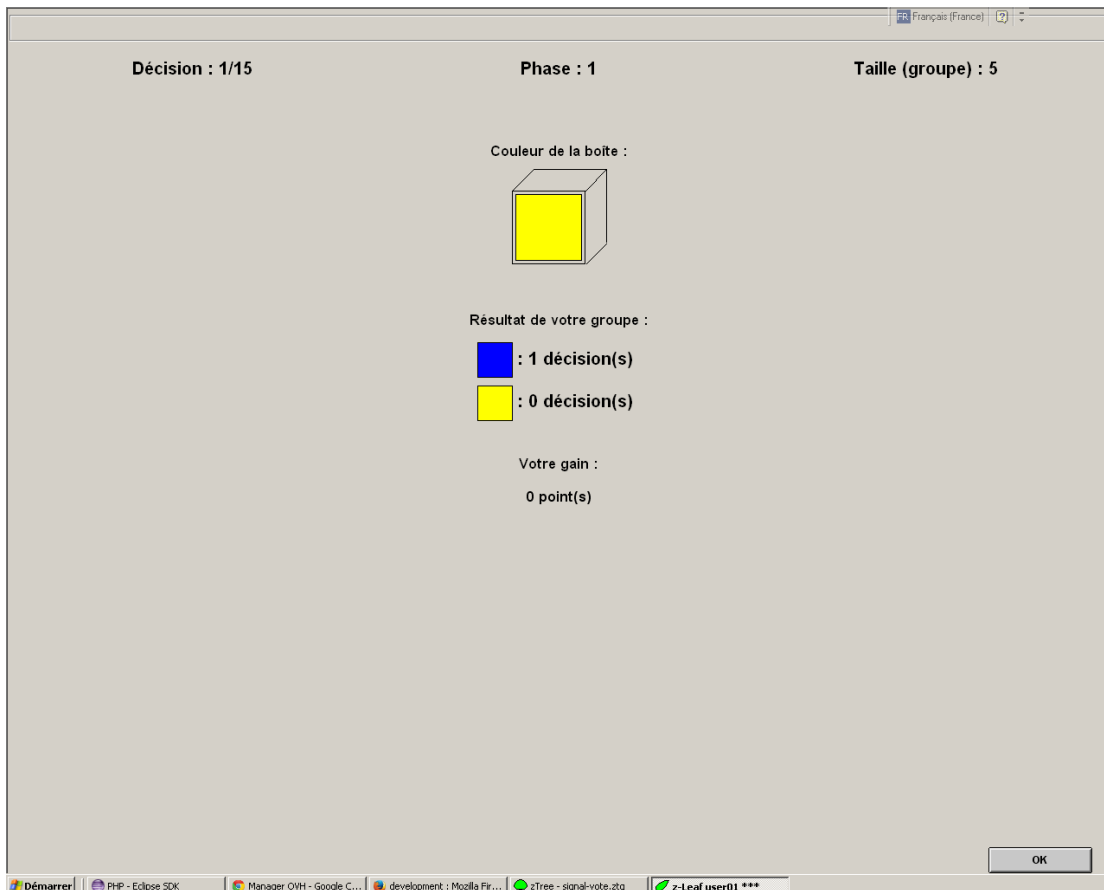 FR Français (France)
Décision : 1/15 Phase : 1 Taille (groupe) : 5
Couleur de la boîte :
Résultat de votre groupe :
: 1 décision(s)
: 0 décision(s)
Votre gain :
0 point(s)
OK
Démarrer PHP - Eclipse SDK Manager OVH - Google C... development : Mozilla Fir... zTree - signal-vote.ztg z-Leaf user01 ***